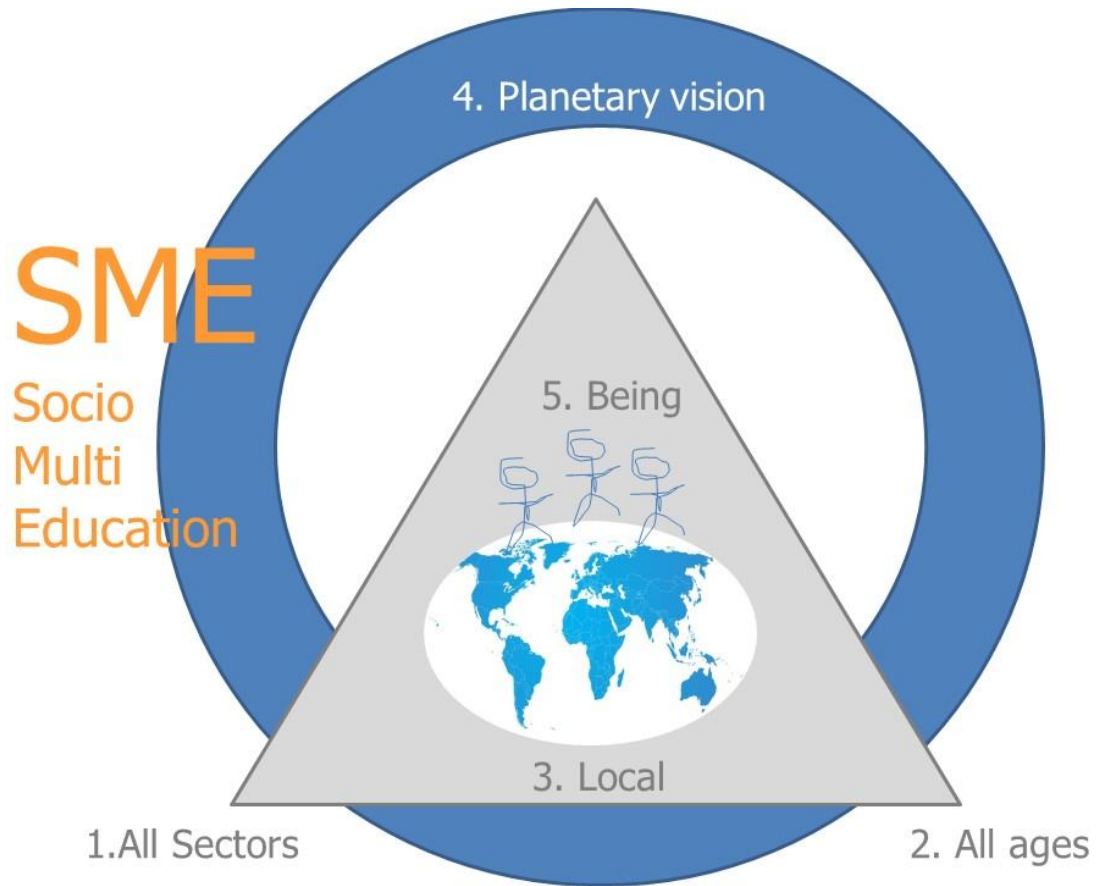 4. Planetary vision
SME
Socio
Multi
Education
5. Being
3. Local
1.All Sectors
2. All ages